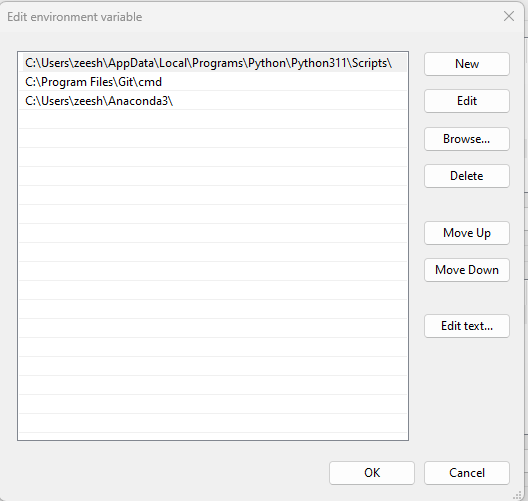 Edit environment variable
C:\Users\zeesh\AppData\Local\Programs\Python\Python311\Scripts\
C:\Program Files\Git\cmd
C:\Users\zeesh\Anaconda3\
New
Edit
Browse...
Delete
Move Up
Move Down
Edit text...
OK
Cancel